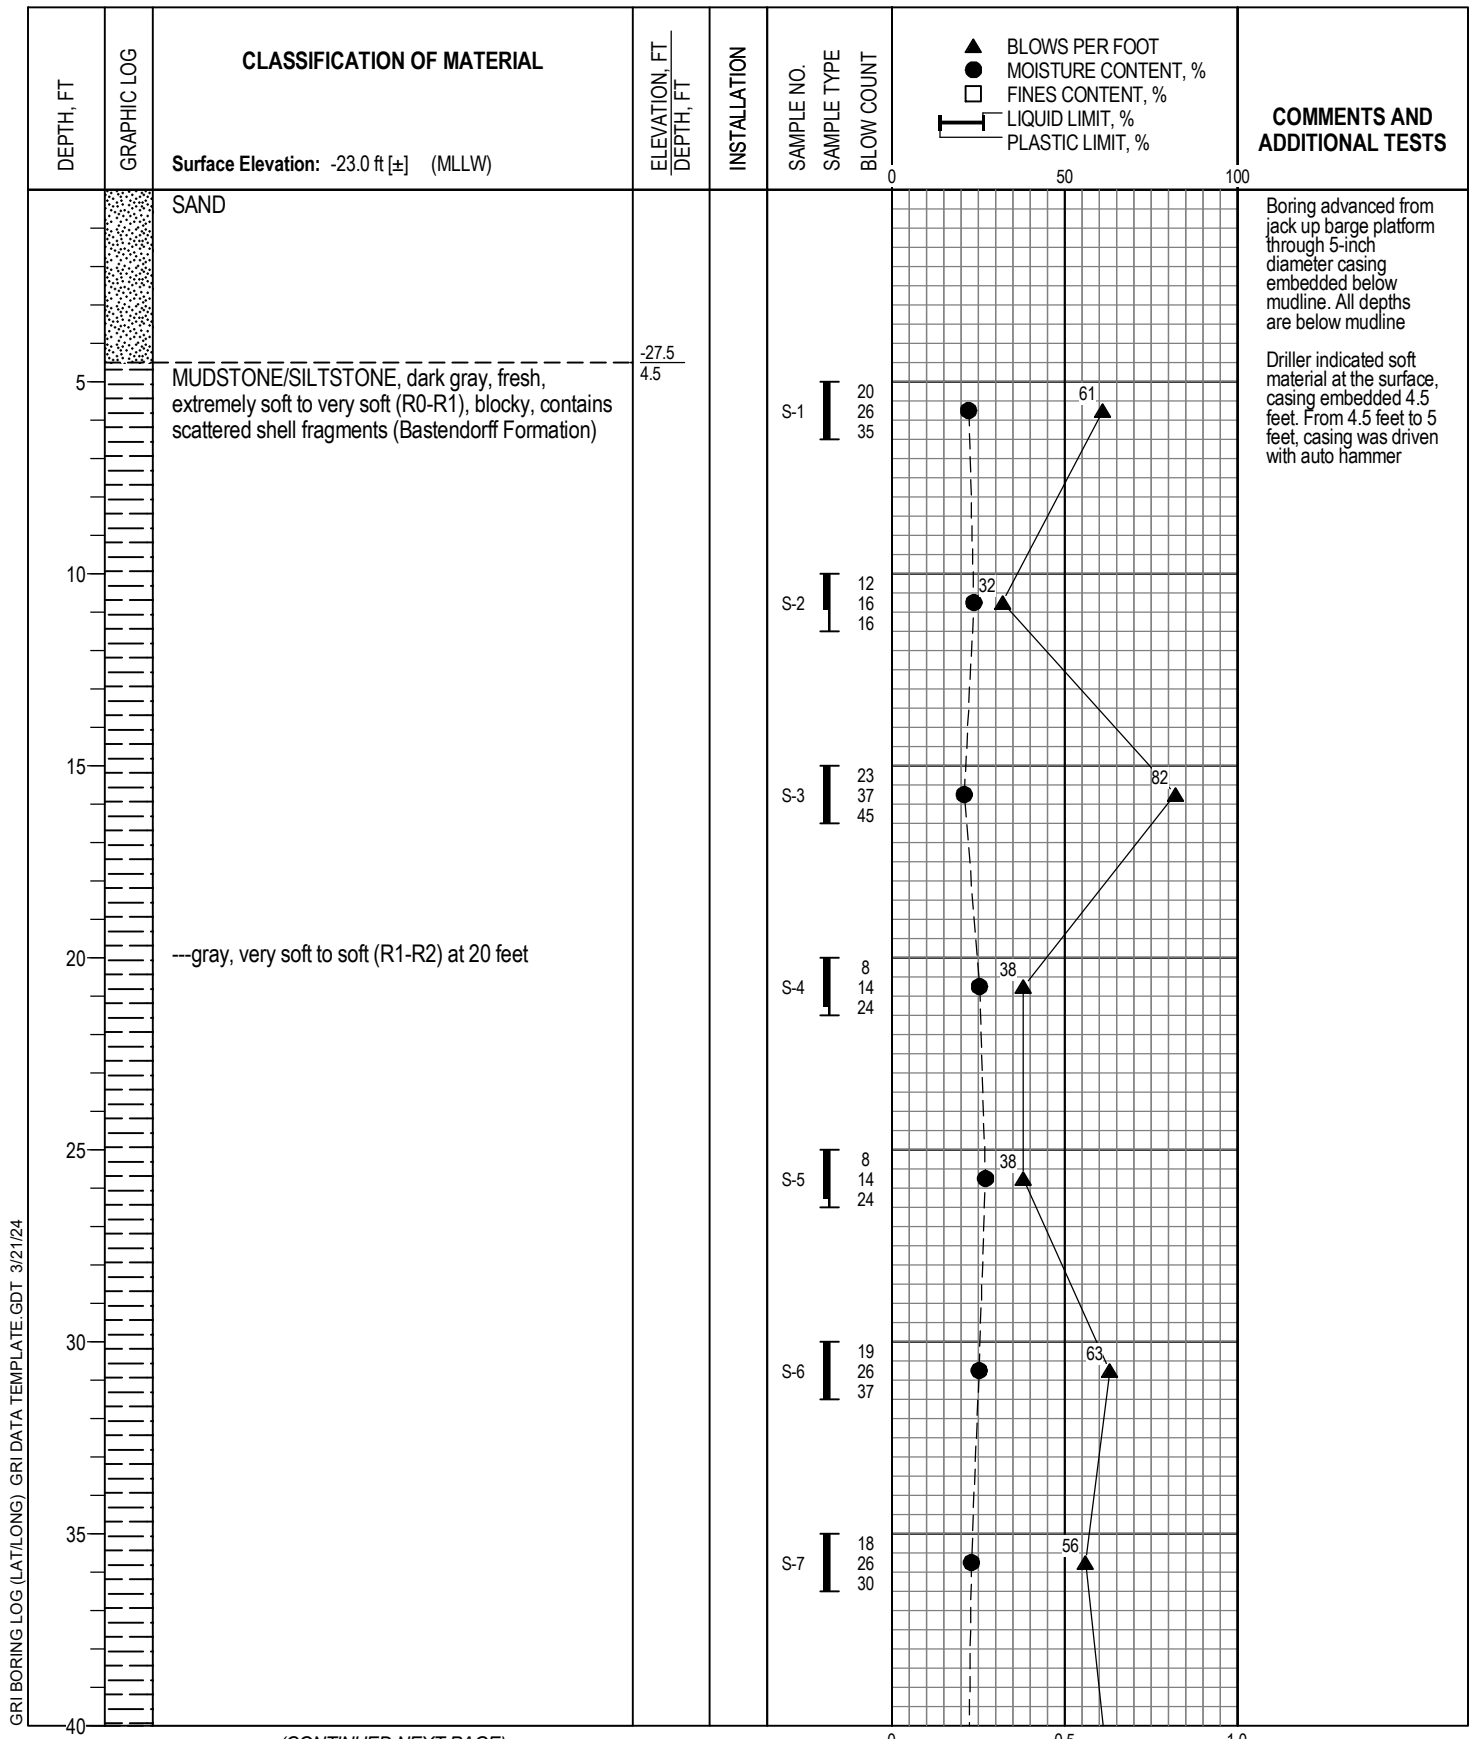 DEPTH, FT
GRAPHIC LOG
CLASSIFICATION OF MATERIAL
Surface Elevation: -23.0 ft [±] (MLLW)
ELEVATION, FT
DEPTH, FT
INSTALLATION
SAMPLE NO.
SAMPLE TYPE
BLOW COUNT
BLOWS PER FOOT
MOISTURE CONTENT, %
FINES CONTENT, %
LIQUID LIMIT, %
PLASTIC LIMIT, %
0 50 100
COMMENTS AND
ADDITIONAL TESTS
SAND
Boring advanced from
jack up barge platform
through 5-inch
diameter casing
embedded below
mudline. All depths
are below mudline
Driller indicated soft
material at the surface,
casing embedded 4.5
feet. From 4.5 feet to 5
feet, casing was driven
with auto hammer
-27.5
4.5
5
MUDSTONE/SILTSTONE, dark gray, fresh,
extremely soft to very soft (R0-R1), blocky, contains
scattered shell fragments (Bastendorff Formation)
S-1
20
26
35
61
10
S-2
12
16
16
32
15
S-3
23
37
45
82
20
---gray, very soft to soft (R1-R2) at 20 feet
S-4
8
14
24
38
25
S-5
8
14
24
38
30
S-6
19
26
37
63
35
S-7
18
26
30
56
40
(CONTINUED NEXT PAGE)
0 0.5 1.0
GRI BORING LOG (LAT/LONG) GRI DATA TEMPLATE.GDT 3/21/24